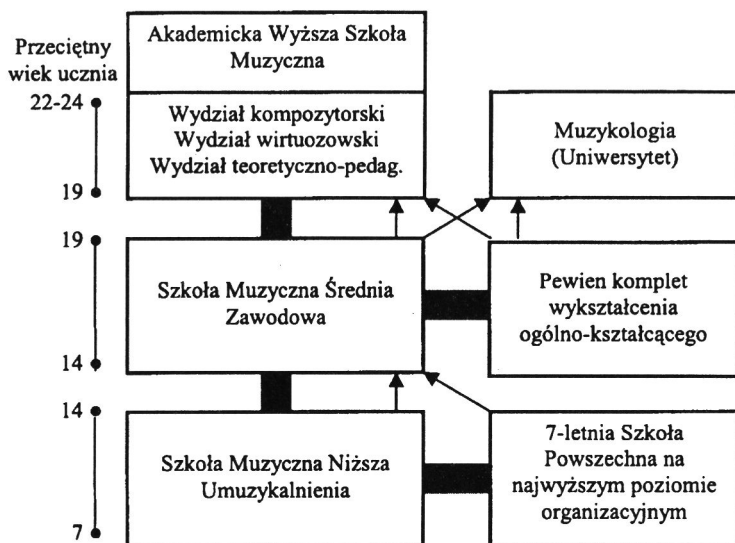 Przeciętny
wiek ucznia
22-24
19
19
14
14
7
Akademicka Wyższa Szkoła
Muzyczna
Wydział kompozytorski
Wydział wirtuozowski
Wydział teoretyczno-pedag.
Muzykologia
(Uniwersytet)
Szkoła Muzyczna Średnia
Zawodowa
Pewien komplet
wykształcenia
ogólno-kształcącego
Szkoła Muzyczna Niższa
Umuzykalnienia
7-letnia Szkoła
Powszechna na
najwyższym poziomie
organizacyjnym